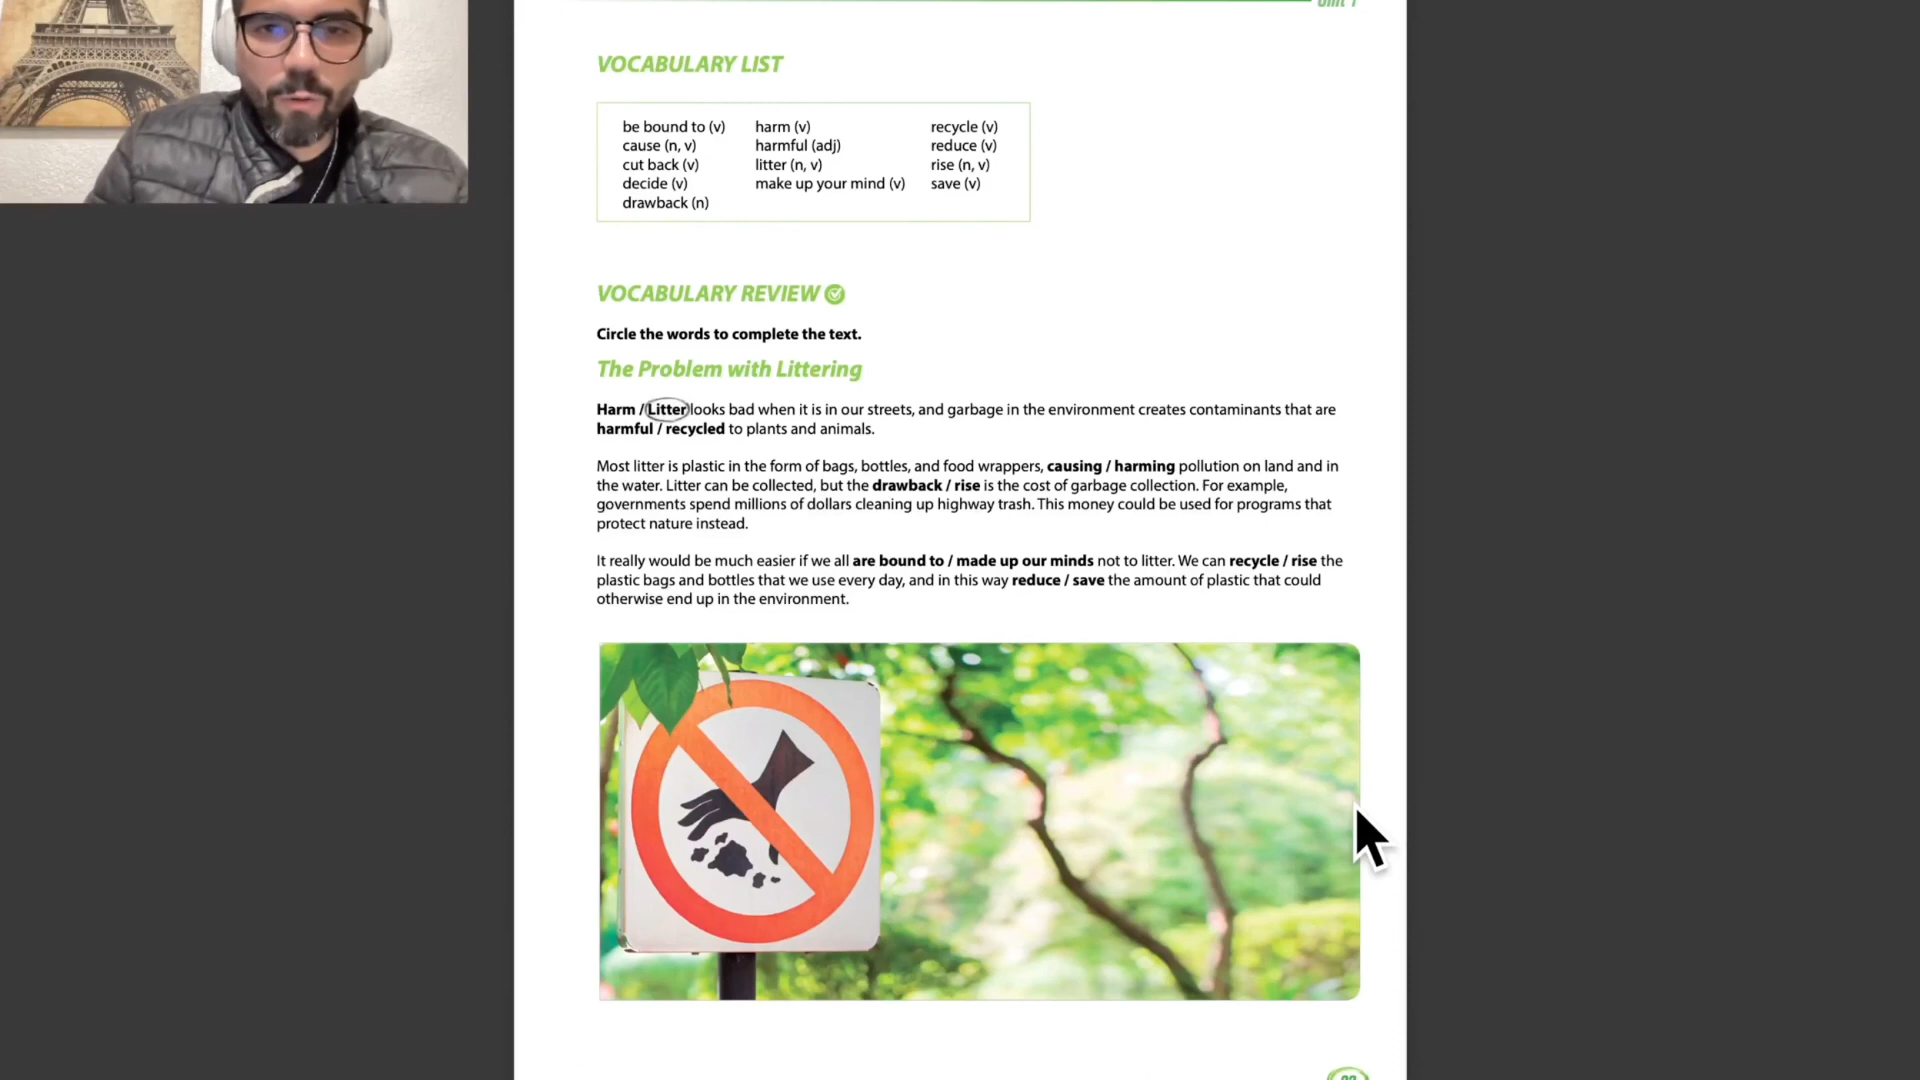 Unit 1
VOCABULARY LIST
be bound to (v)
cause (n, v)
cut back (v)
decide (v)
drawback (n)
harm (v)
harmful (adj)
litter (n, v)
make up your mind (v)
recycle (v)
reduce (v)
rise (n, v)
save (v)
VOCABULARY REVIEW
Circle the words to complete the text.
The Problem with Littering
Harm / Litter looks bad when it is in our streets, and garbage in the environment creates contaminants that are
harmful / recycled to plants and animals.
Most litter is plastic in the form of bags, bottles, and food wrappers, causing / harming pollution on land and in
the water. Litter can be collected, but the drawback / rise is the cost of garbage collection. For example,
governments spend millions of dollars cleaning up highway trash. This money could be used for programs that
protect nature instead.
It really would be much easier if we all are bound to / made up our minds not to litter. We can recycle / rise the
plastic bags and bottles that we use every day, and in this way reduce / save the amount of plastic that could
otherwise end up in the environment.